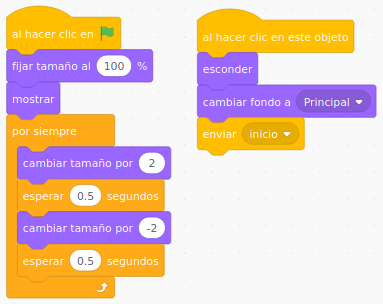 al hacer clic en
fijar tamaño al 100 %
mostrar
por siempre
cambiar tamaño por 2
esperar 0.5 segundos
cambiar tamaño por -2
esperar 0.5 segundos
al hacer clic en este objeto
esconder
cambiar fondo a Principal
enviar inicio